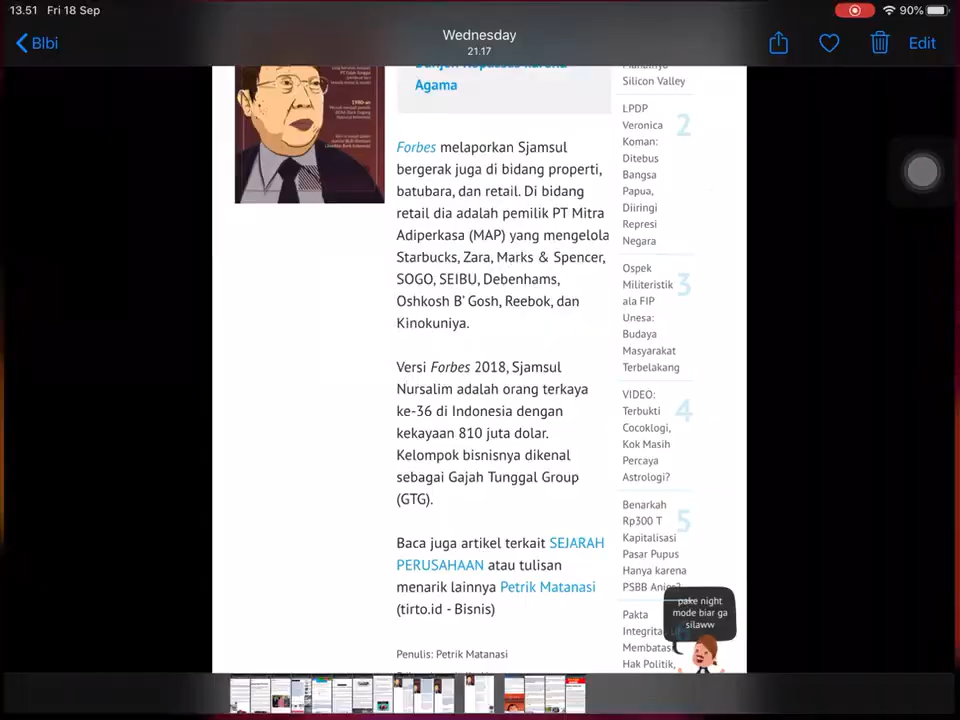 13.51 Fri 18 Sep
90%
Blbi
Wednesday
21.17
Edit
Agama
1980-an
Forbes melaporkan Sjamsul
bergerak juga di bidang properti,
batubara, dan retail. Di bidang
retail dia adalah pemilik PT Mitra
Adiperkasa (MAP) yang mengelola
Starbucks, Zara, Marks & Spencer,
SOGO, SEIBU, Debenhams,
Oshkosh B' Gosh, Reebok, dan
Kinokuniya.
Versi Forbes 2018, Sjamsul
Nursalim adalah orang terkaya
ke-36 di Indonesia dengan
kekayaan 810 juta dolar.
Kelompok bisnisnya dikenal
sebagai Gajah Tunggal Group
(GTG).
Baca juga artikel terkait SEJARAH
PERUSAHAAN atau tulisan
menarik lainnya Petrik Matanasi
(tirto.id - Bisnis)
Penulis: Petrik Matanasi
Silicon Valley
2
LPDP
Veronica
Koman:
Ditebus
Bangsa
Papua,
Diiringi
Represi
Negara
3
Ospek
Militeristik
ala FIP
Unesa:
Budaya
Masyarakat
Terbelakang
4
VIDEO:
Terbukti
Cocoklogi,
Kok Masih
Percaya
Astrologi?
5
Benarkah
Rp300 T
Kapitalisasi
Pasar Pupus
Hanya karena
PSBB Anies?
Pakta
Membatas
Hak Politik,
pake night
mode biar ga
silaww